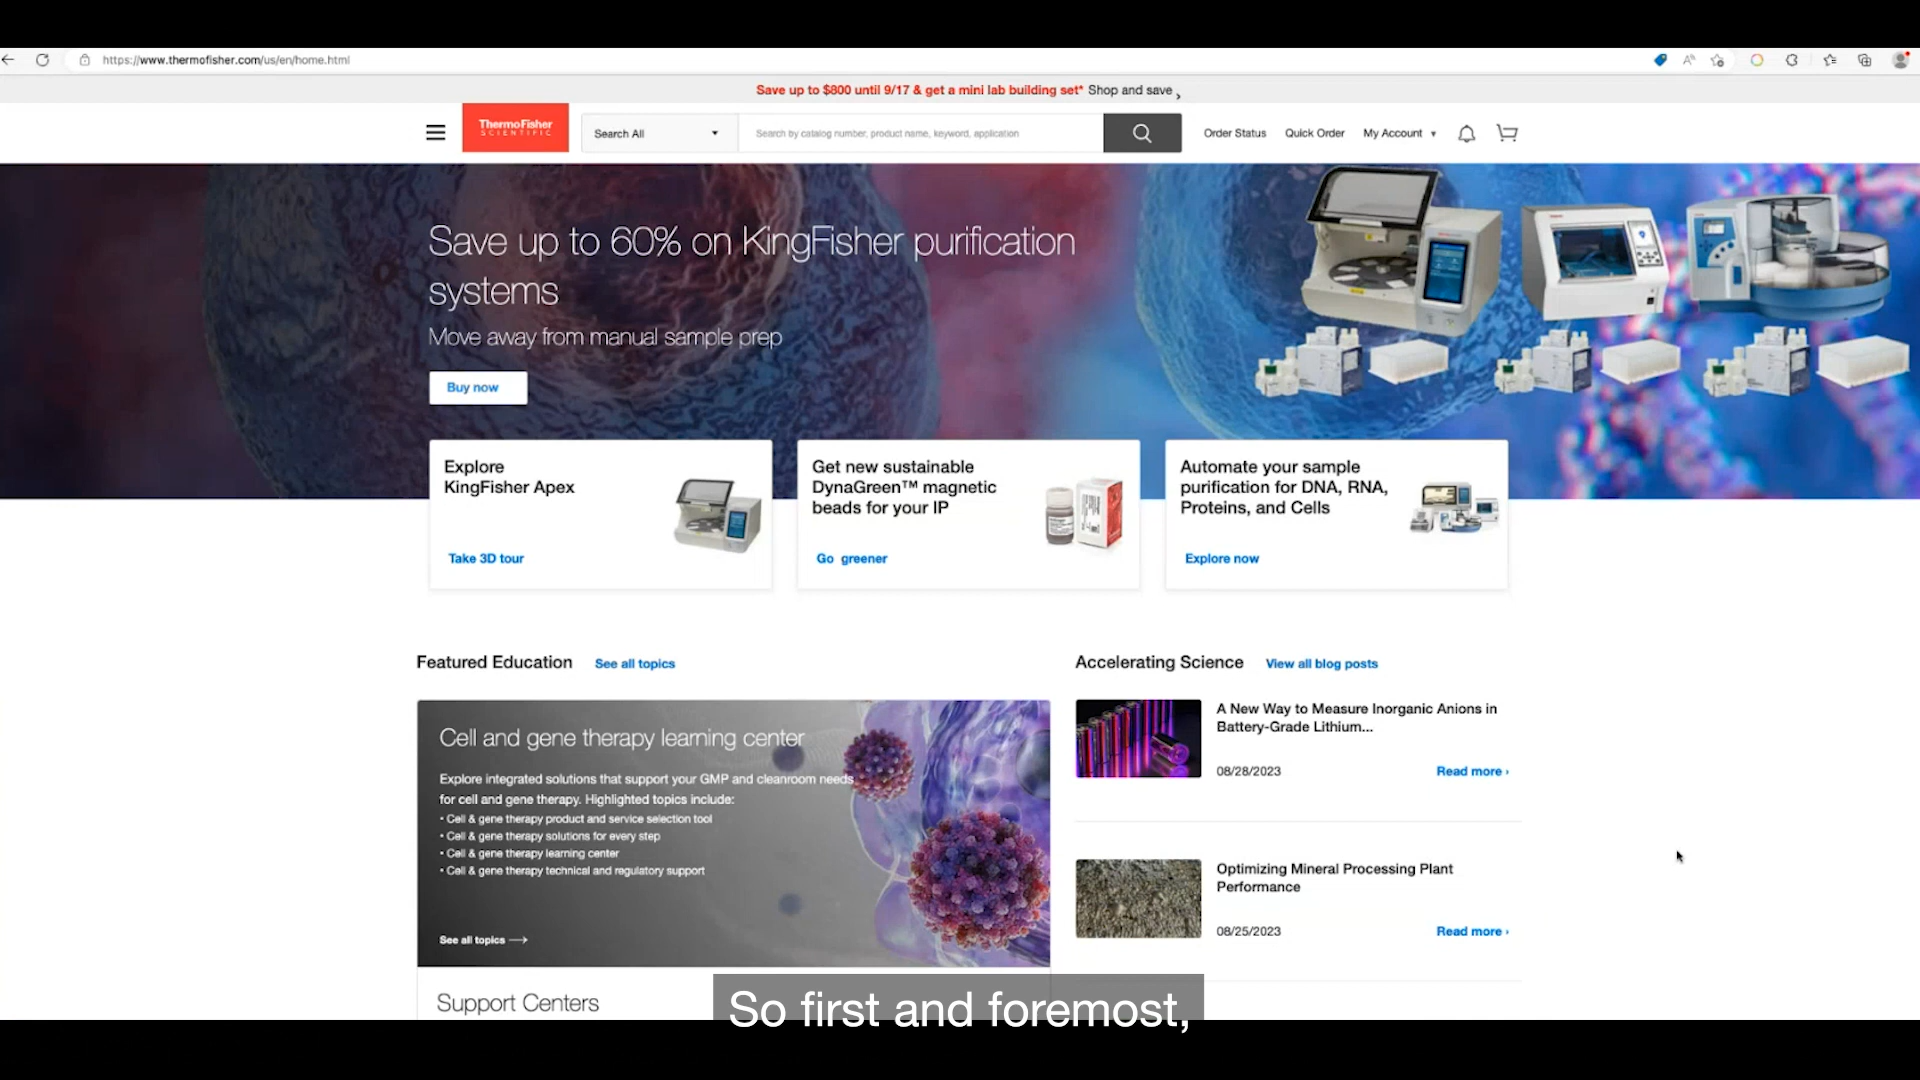 https://www.thermofisher.com/us/en/home.html
Save up to $800 until 9/17 & get a mini lab building set* Shop and save ›
ThermoFisher
SCIENTIFIC
Search All
Search by catalog number, product name, keyword, application
Order Status
Quick Order
My Account
Save up to 60% on KingFisher purification
systems
Move away from manual sample prep
Buy now
Explore
KingFisher Apex
Take 3D tour
Get new sustainable
DynaGreen™ magnetic
beads for your IP
Go greener
Automate your sample
purification for DNA, RNA,
Proteins, and Cells
Explore now
Featured Education
See all topics
Cell and gene therapy learning center
Explore integrated solutions that support your GMP and cleanroom needs
for cell and gene therapy. Highlighted topics include:
• Cell & gene therapy product and service selection tool
• Cell & gene therapy solutions for every step
• Cell & gene therapy learning center
• Cell & gene therapy technical and regulatory support
See all topics
Support Centers
Accelerating Science
View all blog posts
A New Way to Measure Inorganic Anions in
Battery-Grade Lithium...
08/28/2023
Read more ›
Optimizing Mineral Processing Plant
Performance
08/25/2023
Read more ›
So first and foremost,